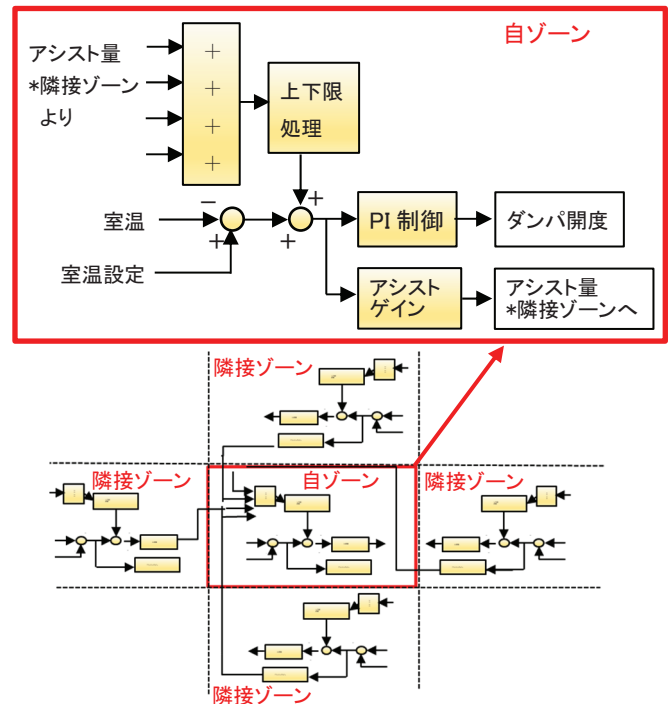 自ゾーン
アシスト量
*隣接ゾーン
より
+
+
+
+
上下限
処理
+
−
室温
+
+
PI 制御
ダンパ開度
室温設定
アシスト
ゲイン
アシスト量
*隣接ゾーンへ
隣接ゾーン
隣接ゾーン
自ゾーン
隣接ゾーン
隣接ゾーン